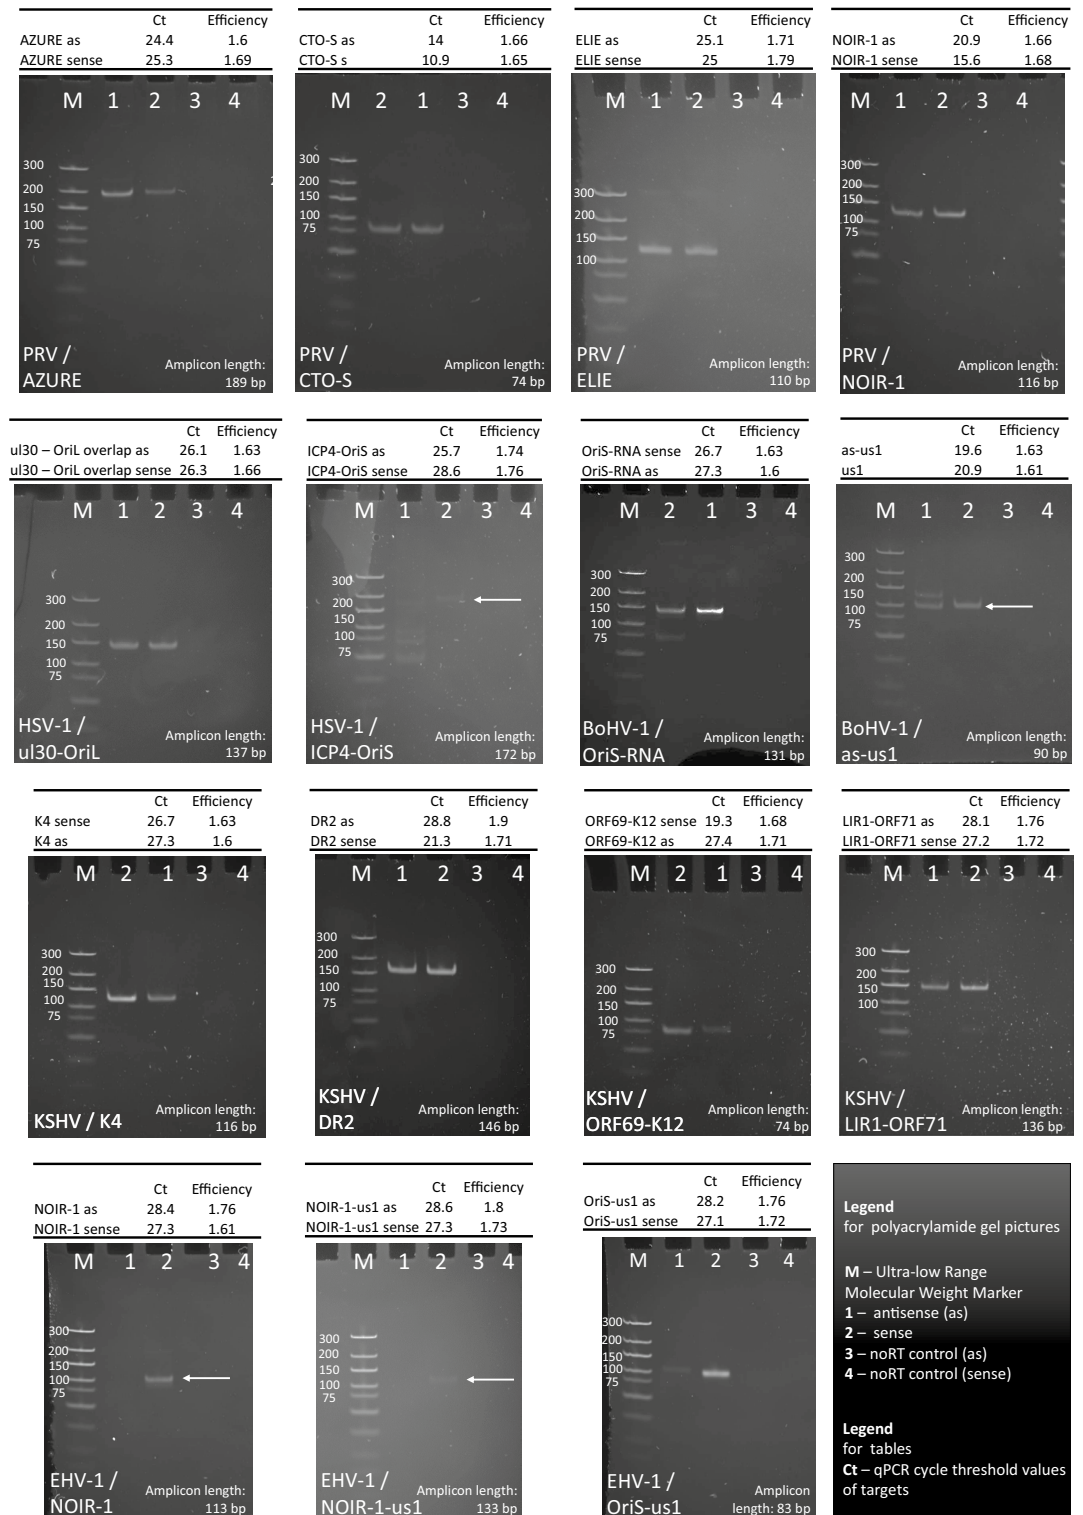 Ct Efficiency
AZURE as 24.4 1.6
AZURE sense 25.3 1.69
M 1 2 3 4
300
200
150
100
75
PRV /
AZURE
Amplicon length:
189 bp
Ct Efficiency
CTO-S as 14 1.66
CTO-S s 10.9 1.65
M 2 1 3 4
300
200
150
100
75
PRV /
CTO-S
Amplicon length:
74 bp
Ct Efficiency
ELIE as 25.1 1.71
ELIE sense 25 1.79
M 1 2 3 4
300
200
150
100
PRV /
ELIE
Amplicon length:
110 bp
Ct Efficiency
NOIR-1 as 20.9 1.66
NOIR-1 sense 15.6 1.68
M 1 2 3 4
300
200
150
100
75
PRV /
NOIR-1
Amplicon length:
116 bp
Ct Efficiency
ul30 – OriL overlap as 26.1 1.63
ul30 – OriL overlap sense 26.3 1.66
M 1 2 3 4
300
200
150
100
75
HSV-1 /
ul30-OriL
Amplicon length:
137 bp
Ct Efficiency
ICP4-OriS as 25.7 1.74
ICP4-OriS sense 28.6 1.76
M 1 2 3 4
300
200
150
100
75
HSV-1 /
ICP4-OriS
Amplicon length:
172 bp
Ct Efficiency
OriS-RNA sense 26.7 1.63
OriS-RNA as 27.3 1.6
M 2 1 3 4
300
200
150
100
75
BoHV-1 /
OriS-RNA
Amplicon length:
131 bp
Ct Efficiency
as-us1 19.6 1.63
us1 20.9 1.61
M 1 2 3 4
300
200
150
100
75
BoHV-1 /
as-us1
Amplicon length:
90 bp
Ct Efficiency
K4 sense 26.7 1.63
K4 as 27.3 1.6
M 2 1 3 4
300
200
150
100
75
KSHV / K4
Amplicon length:
116 bp
Ct Efficiency
DR2 as 28.8 1.9
DR2 sense 21.3 1.71
M 1 2 3 4
300
200
150
100
75
KSHV /
DR2
Amplicon length:
146 bp
Ct Efficiency
ORF69-K12 sense 19.3 1.68
ORF69-K12 as 27.4 1.71
M 2 1 3 4
300
200
150
100
75
KSHV /
ORF69-K12
Amplicon length:
74 bp
Ct Efficiency
LIR1-ORF71 as 28.1 1.76
LIR1-ORF71 sense 27.2 1.72
M 1 2 3 4
300
200
150
100
KSHV /
LIR1-ORF71
Amplicon length:
136 bp
Ct Efficiency
NOIR-1 as 28.4 1.76
NOIR-1 sense 27.3 1.61
M 1 2 3 4
300
200
150
100
75
EHV-1 /
NOIR-1
Amplicon length:
113 bp
Ct Efficiency
NOIR-1-us1 as 28.6 1.8
NOIR-1-us1 sense 27.3 1.73
M 1 2 3 4
300
200
150
100
75
EHV-1 /
NOIR-1-us1
Amplicon length:
133 bp
Ct Efficiency
OriS-us1 as 28.2 1.76
OriS-us1 sense 27.1 1.72
M 1 2 3 4
300
200
150
100
75
EHV-1 /
OriS-us1
Amplicon
length: 83 bp
Legend
for polyacrylamide gel pictures
M – Ultra-low Range
Molecular Weight Marker
1 – antisense (as)
2 – sense
3 – noRT control (as)
4 – noRT control (sense)
Legend
for tables
Ct – qPCR cycle threshold values
of targets